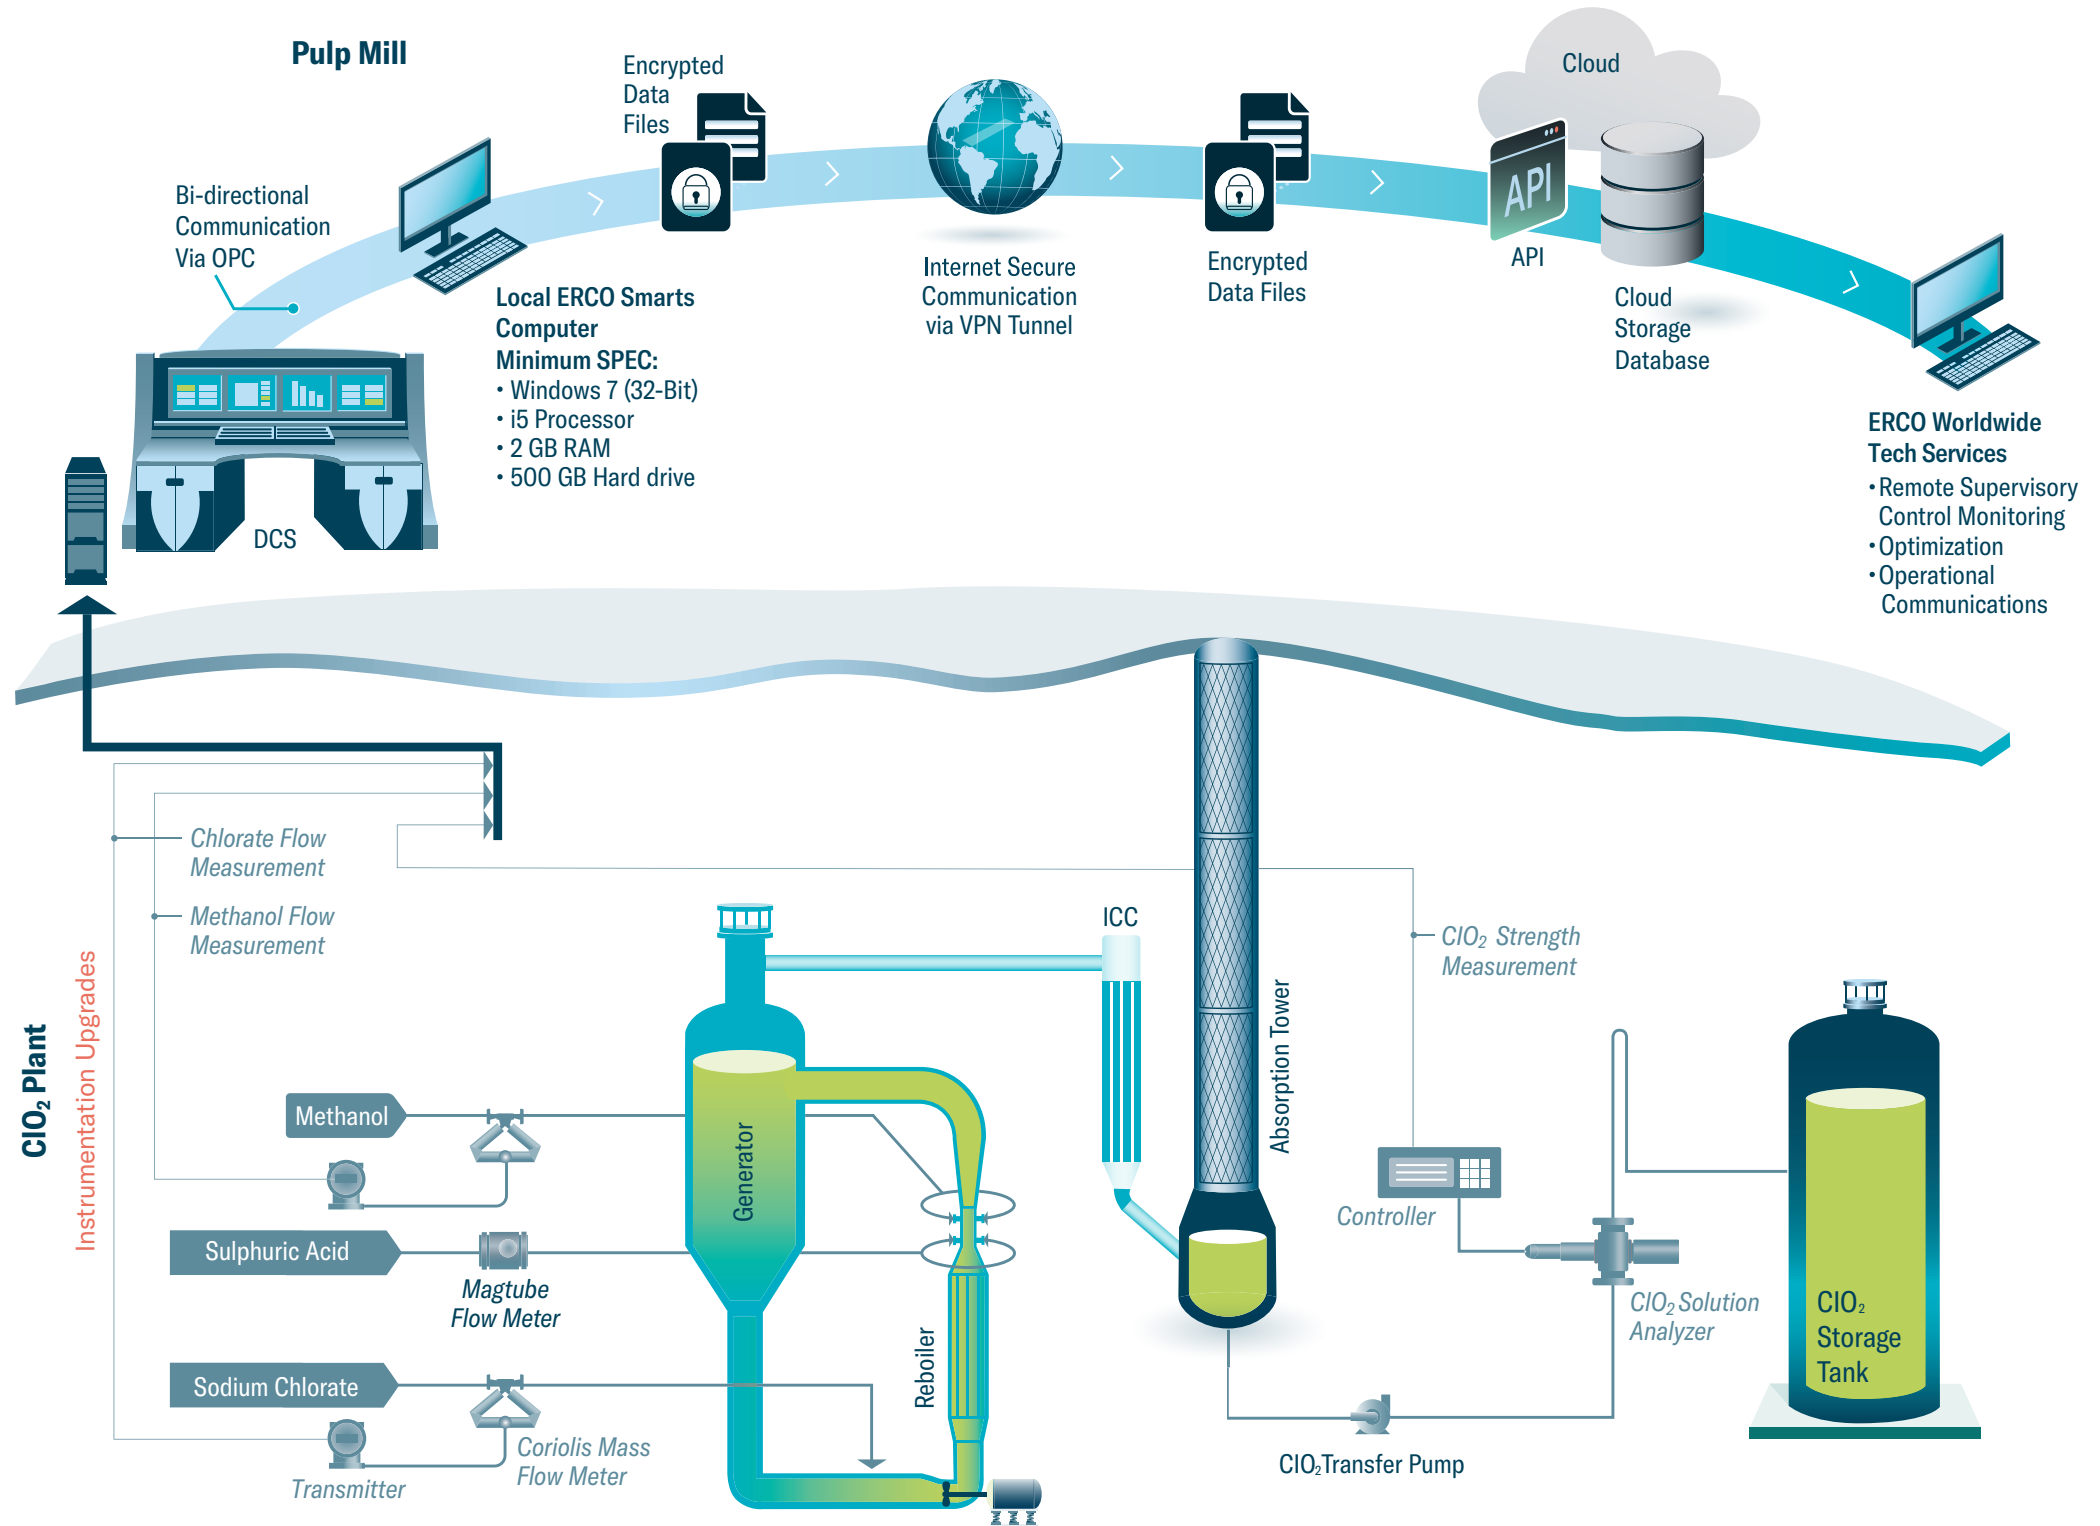 Pulp Mill
Encrypted
Data
Files
Cloud
Bi-directional
Communication
Via OPC
API
Internet Secure
Communication
via VPN Tunnel
Encrypted
Data Files
API
Local ERCO Smarts
Computer
Minimum SPEC:
• Windows 7 (32-Bit)
• i5 Processor
• 2 GB RAM
• 500 GB Hard drive
Cloud
Storage
Database
ERCO Worldwide
Tech Services
• Remote Supervisory
Control Monitoring
• Optimization
• Operational
Communications
DCS
Chlorate Flow
Measurement
Methanol Flow
Measurement
ICC
ClO₂ Strength
Measurement
ClO₂ Plant
Instrumentation Upgrades
Absorption Tower
Methanol
Generator
Controller
Sulphuric Acid
Magtube
Flow Meter
ClO₂ Solution
Analyzer
ClO₂
Storage
Tank
Reboiler
Sodium Chlorate
Coriolis Mass
Flow Meter
Transmitter
ClO₂Transfer Pump